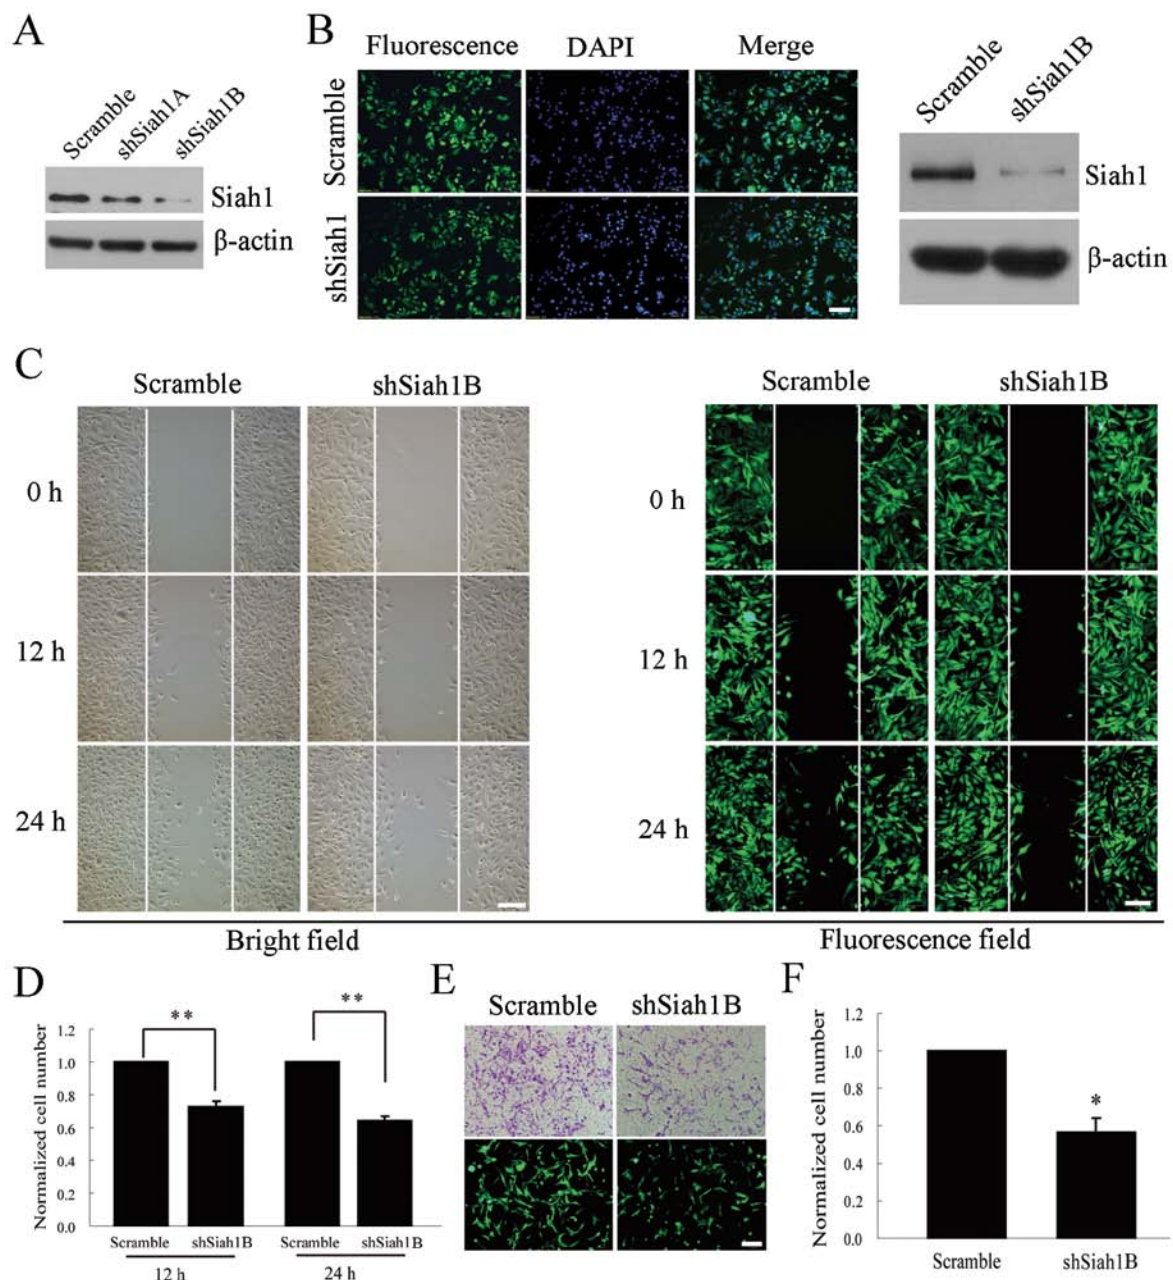 A
Scramble
shSiah1A
shSiah1B
Siah1
β-actin
B
Fluorescence
DAPI
Merge
Scramble
shSiah1
Scramble
shSiah1B
Siah1
β-actin
C
Scramble
shSiah1B
Scramble
shSiah1B
0 h
12 h
24 h
0 h
12 h
24 h
Bright field
Fluorescence field
D
Normalized cell number
1.2
1.0
0.8
0.6
0.4
0.2
0.0
**
**
Scramble
shSiah1B
Scramble
shSiah1B
12 h
24 h
E
Scramble
shSiah1B
F
Normalized cell number
1.2
1.0
0.8
0.6
0.4
0.2
0.0
*
Scramble
shSiah1B